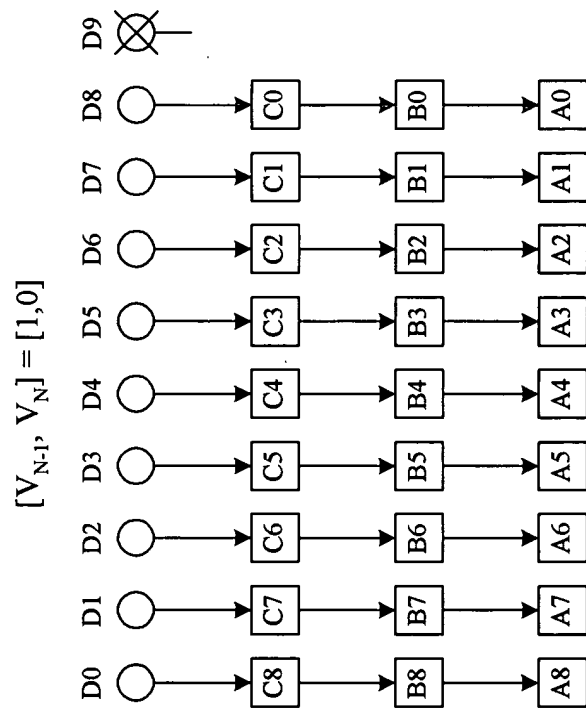 [V_{N-1}, V_N] = [1,0]
D0 D1 D2 D3 D4 D5 D6 D7 D8 D9
C8 C7 C6 C5 C4 C3 C2 C1 C0
B8 B7 B6 B5 B4 B3 B2 B1 B0
A8 A7 A6 A5 A4 A3 A2 A1 A0